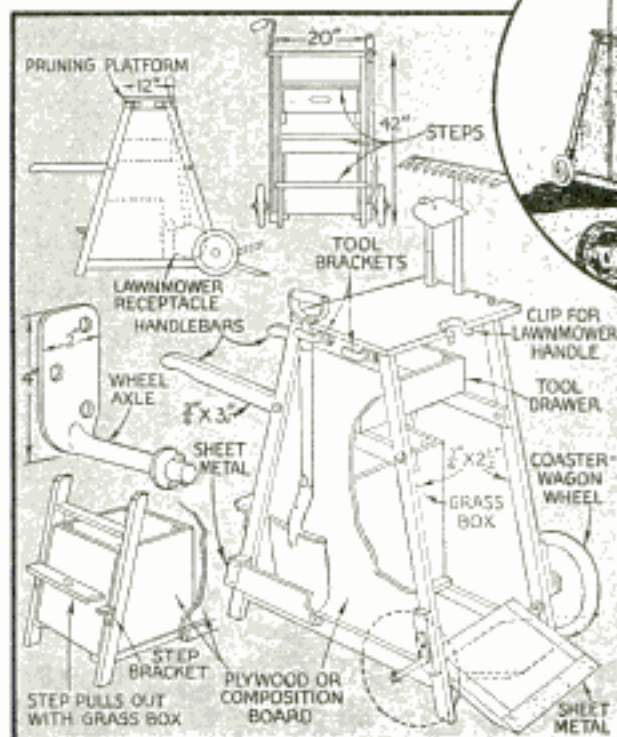 20"
PRUNING PLATFORM
12"
42"
STEPS
TOOL
BRACKETS
LAWNMOWER
RECEPTACLE
HANDLEBARS
CLIP FOR
LAWNMOWER
HANDLE
2"
4"
WHEEL
AXLE
TOOL
DRAWER
SHEET
METAL
COASTER-
WAGON
WHEEL
GRASS
BOX
STEP
BRACKET
PLYWOOD OR
COMPOSITION
BOARD
STEP PULLS OUT
WITH GRASS BOX
SHEET
METAL